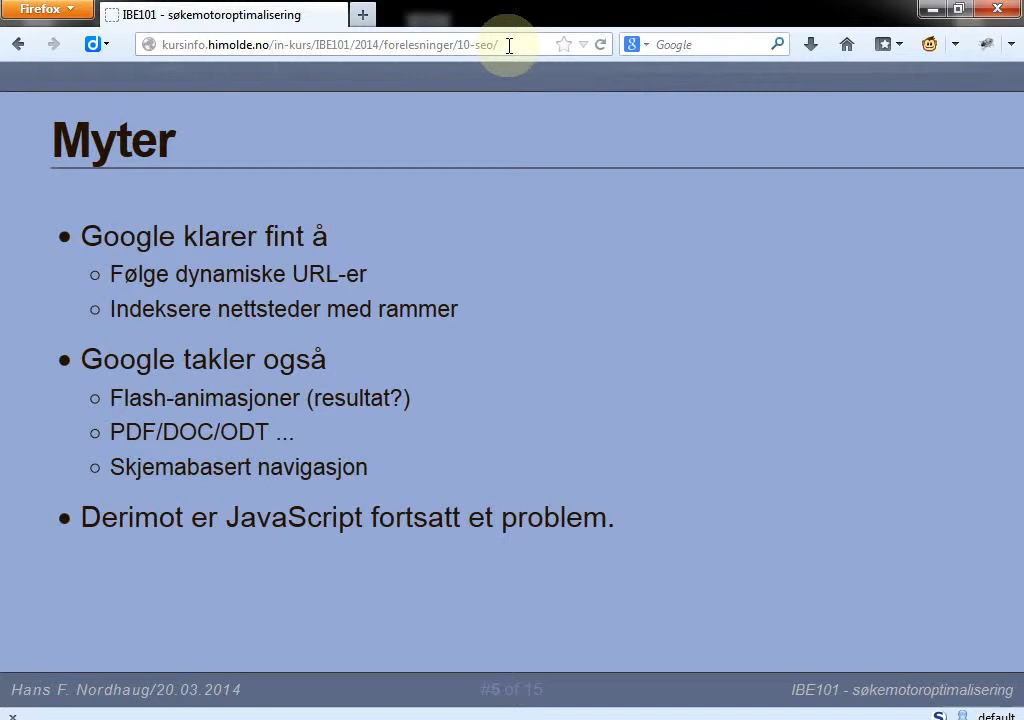 Firefox
IBE101 - søkemotoroptimalisering
kursinfo.himolde.no/in-kurs/IBE101/2014/forelesninger/10-seo/
Google
Myter
Google klarer fint å
Følge dynamiske URL-er
Indeksere nettsteder med rammer
Google takler også
Flash-animasjoner (resultat?)
PDF/DOC/ODT ...
Skjemabasert navigasjon
Derimot er JavaScript fortsatt et problem.
Hans F. Nordhaug/20.03.2014
#5 of 15
IBE101 - søkemotoroptimalisering
default